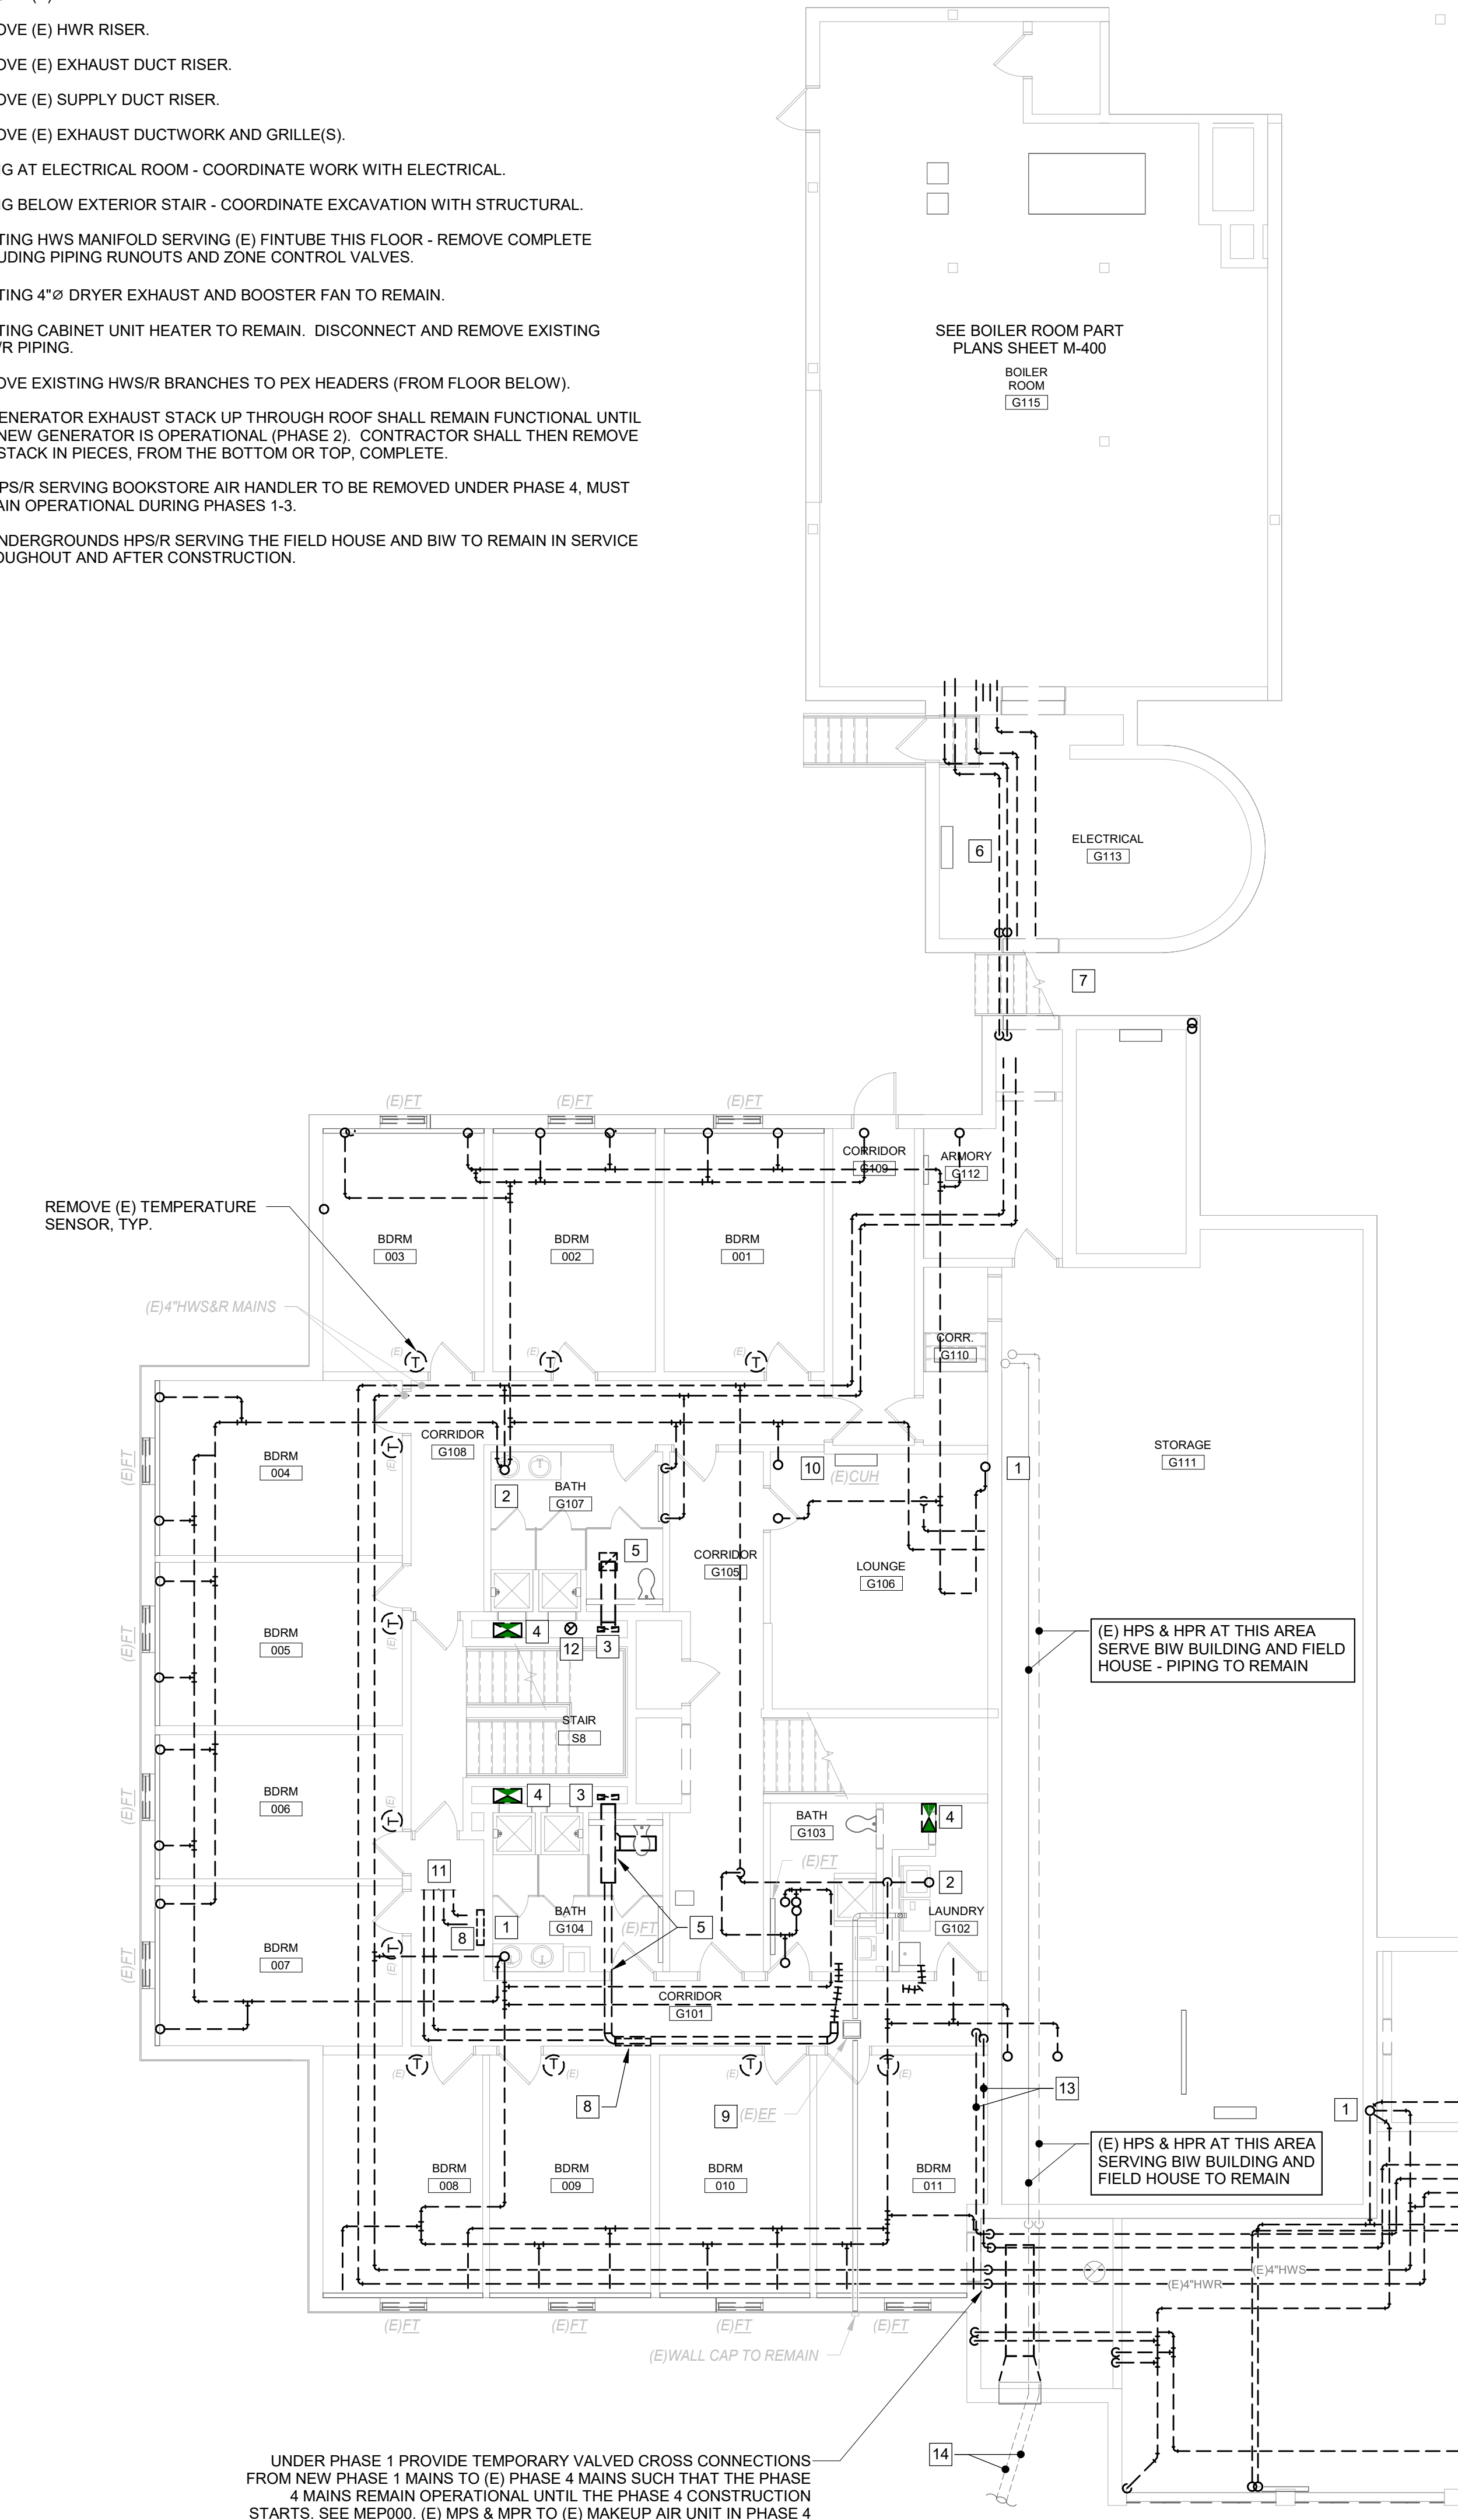 OVE (E) HWR RISER.
OVE (E) EXHAUST DUCT RISER.
OVE (E) SUPPLY DUCT RISER.
OVE (E) EXHAUST DUCTWORK AND GRILLE(S).
NG AT ELECTRICAL ROOM - COORDINATE WORK WITH ELECTRICAL.
NG BELOW EXTERIOR STAIR - COORDINATE EXCAVATION WITH STRUCTURAL.
TING HWS MANIFOLD SERVING (E) FINTUBE THIS FLOOR - REMOVE COMPLETE
UDING PIPING RUNOUTS AND ZONE CONTROL VALVES.
TING 4"Ø DRYER EXHAUST AND BOOSTER FAN TO REMAIN.
TING CABINET UNIT HEATER TO REMAIN. DISCONNECT AND REMOVE EXISTING
/R PIPING.
OVE EXISTING HWS/R BRANCHES TO PEX HEADERS (FROM FLOOR BELOW).
ENERATOR EXHAUST STACK UP THROUGH ROOF SHALL REMAIN FUNCTIONAL UNTIL
NEW GENERATOR IS OPERATIONAL (PHASE 2). CONTRACTOR SHALL THEN REMOVE
STACK IN PIECES, FROM THE BOTTOM OR TOP, COMPLETE.
PS/R SERVING BOOKSTORE AIR HANDLER TO BE REMOVED UNDER PHASE 4, MUST
AIN OPERATIONAL DURING PHASES 1-3.
NDERGROUNDS HPS/R SERVING THE FIELD HOUSE AND BIW TO REMAIN IN SERVICE
OUGHOUT AND AFTER CONSTRUCTION.
SEE BOILER ROOM PART
PLANS SHEET M-400
BOILER
ROOM
G115
6
ELECTRICAL
G113
7
(E)FT
(E)FT
(E)FT
CORRIDOR
G109
ARMORY
G112
REMOVE (E) TEMPERATURE
SENSOR, TYP.
BDRM
003
BDRM
002
BDRM
001
(E)4"HWS&R MAINS
(E)
T
(E)
T
(E)
T
CORR.
G110
CORRIDOR
G108
(E)FT
BDRM
004
T
(E)
2
BATH
G107
10
(E)CUH
1
STORAGE
G111
5
CORRIDOR
G105
LOUNGE
G106
(E)FT
BDRM
005
T
(E)
4
12
3
(E) HPS & HPR AT THIS AREA
SERVE BIW BUILDING AND FIELD
HOUSE - PIPING TO REMAIN
STAIR
S8
(E)FT
BDRM
006
(E)
T
4
3
BATH
G103
4
(E)FT
11
2
(E)FT
BDRM
007
T
(E)
8
1
BATH
G104
(E)FT
5
LAUNDRY
G102
CORRIDOR
G101
(E)
T
T
(E)
(E)
T
T
(E)
8
9
(E)EF
13
1
(E) HPS & HPR AT THIS AREA
SERVING BIW BUILDING AND
FIELD HOUSE TO REMAIN
BDRM
008
BDRM
009
BDRM
010
BDRM
011
(E)4"HWS
(E)4"HWR
(E)FT
(E)FT
(E)FT
(E)FT
(E)WALL CAP TO REMAIN
14
UNDER PHASE 1 PROVIDE TEMPORARY VALVED CROSS CONNECTIONS
FROM NEW PHASE 1 MAINS TO (E) PHASE 4 MAINS SUCH THAT THE PHASE
4 MAINS REMAIN OPERATIONAL UNTIL THE PHASE 4 CONSTRUCTION
STARTS. SEE MEP000. (E) MPS & MPR TO (E) MAKEUP AIR UNIT IN PHASE 4